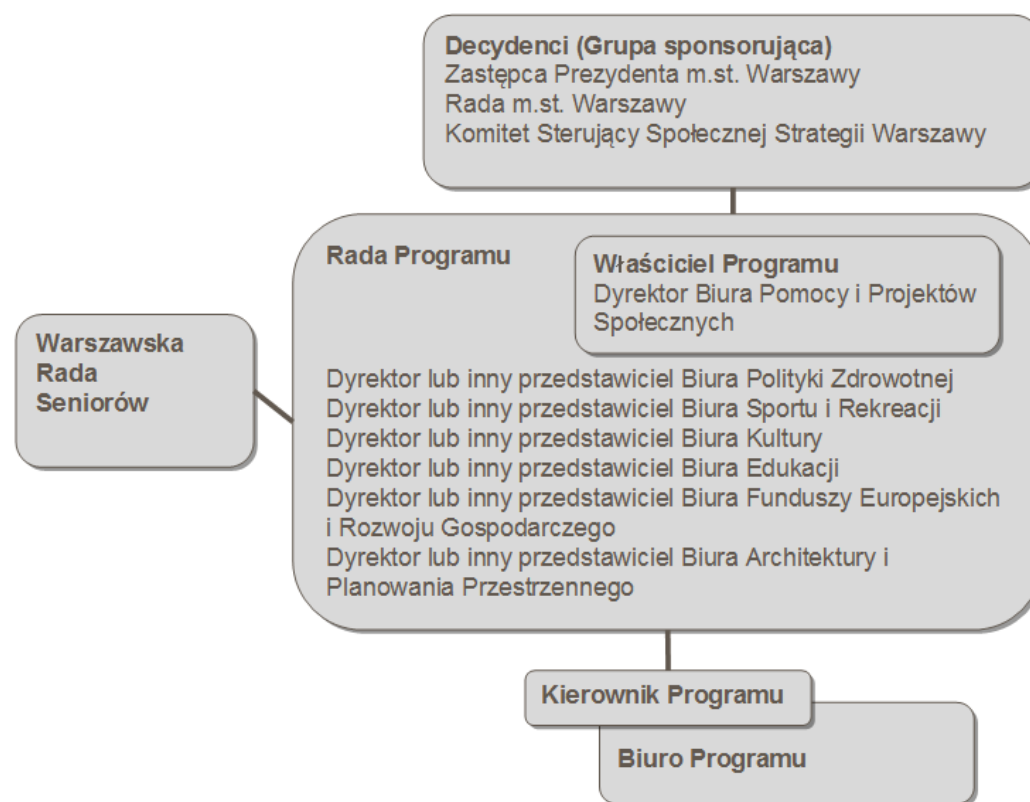 Decydenci (Grupa sponsorująca)
Zastępca Prezydenta m.st. Warszawy
Rada m.st. Warszawy
Komitet Sterujący Społecznej Strategii Warszawy
Rada Programu
Właściciel Programu
Dyrektor Biura Pomocy i Projektów
Społecznych
Warszawska
Rada
Seniorów
Dyrektor lub inny przedstawiciel Biura Polityki Zdrowotnej
Dyrektor lub inny przedstawiciel Biura Sportu i Rekreacji
Dyrektor lub inny przedstawiciel Biura Kultury
Dyrektor lub inny przedstawiciel Biura Edukacji
Dyrektor lub inny przedstawiciel Biura Funduszy Europejskich
i Rozwoju Gospodarczego
Dyrektor lub inny przedstawiciel Biura Architektury i
Planowania Przestrzennego
Kierownik Programu
Biuro Programu